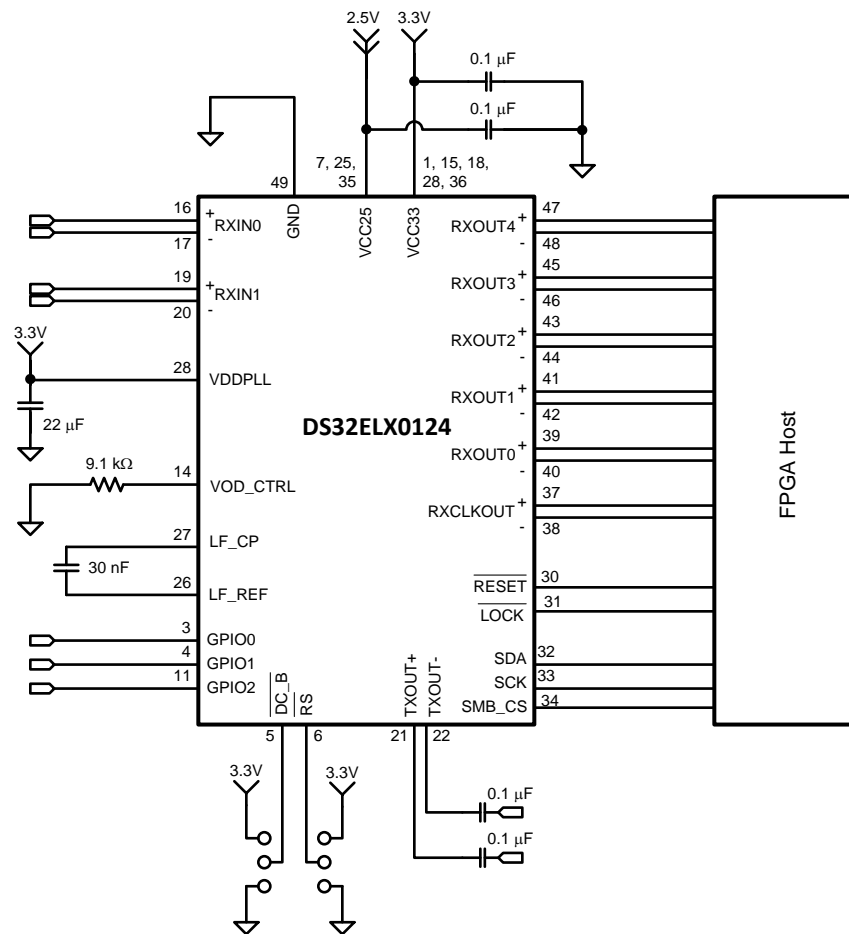 2.5V 3.3V
0.1 μF
0.1 μF
7, 25,
35
1, 15, 18,
28, 36
49
GND
VCC25
VCC33
16
+
RXIN0
17
-
19
+
RXIN1
20
-
3.3V
28
VDDPLL
22 μF
9.1 kΩ
14
VOD_CTRL
27
LF_CP
30 nF
26
LF_REF
3
GPIO0
4
GPIO1
11
GPIO2
DS32ELX0124
47
RXOUT4 +
-
48
45
RXOUT3 +
-
46
43
RXOUT2 +
-
44
41
RXOUT1 +
-
42
39
RXOUT0 +
-
40
37
RXCLKOUT +
-
38
RESET
30
LOCK
31
SDA
32
SCK
33
SMB_CS
34
FPGA Host
DC_B
RS
TXOUT+
TXOUT-
5 6
21 22
3.3V 3.3V
0.1 μF
0.1 μF